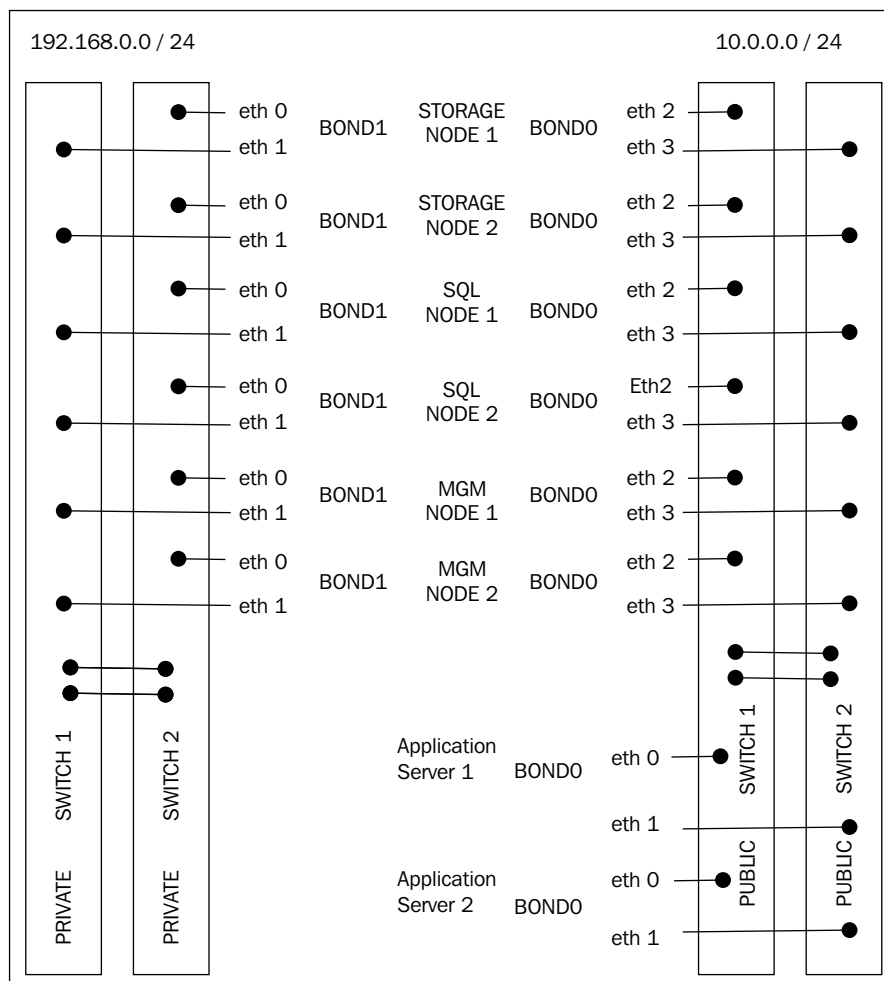 192.168.0.0 / 24
10.0.0.0 / 24
eth 0
BOND1
STORAGE
NODE 1
BOND0
eth 2
eth 1
eth 3
eth 0
BOND1
STORAGE
NODE 2
BOND0
eth 2
eth 1
eth 3
eth 0
BOND1
SQL
NODE 1
BOND0
eth 2
eth 1
eth 3
eth 0
BOND1
SQL
NODE 2
BOND0
Eth2
eth 1
eth 3
eth 0
BOND1
MGM
NODE 1
BOND0
eth 2
eth 1
eth 3
eth 0
BOND1
MGM
NODE 2
BOND0
eth 2
eth 1
eth 3
PRIVATE SWITCH 1
PRIVATE SWITCH 2
Application
Server 1
BOND0
eth 0
eth 1
Application
Server 2
BOND0
eth 0
eth 1
PUBLIC SWITCH 1
PUBLIC SWITCH 2